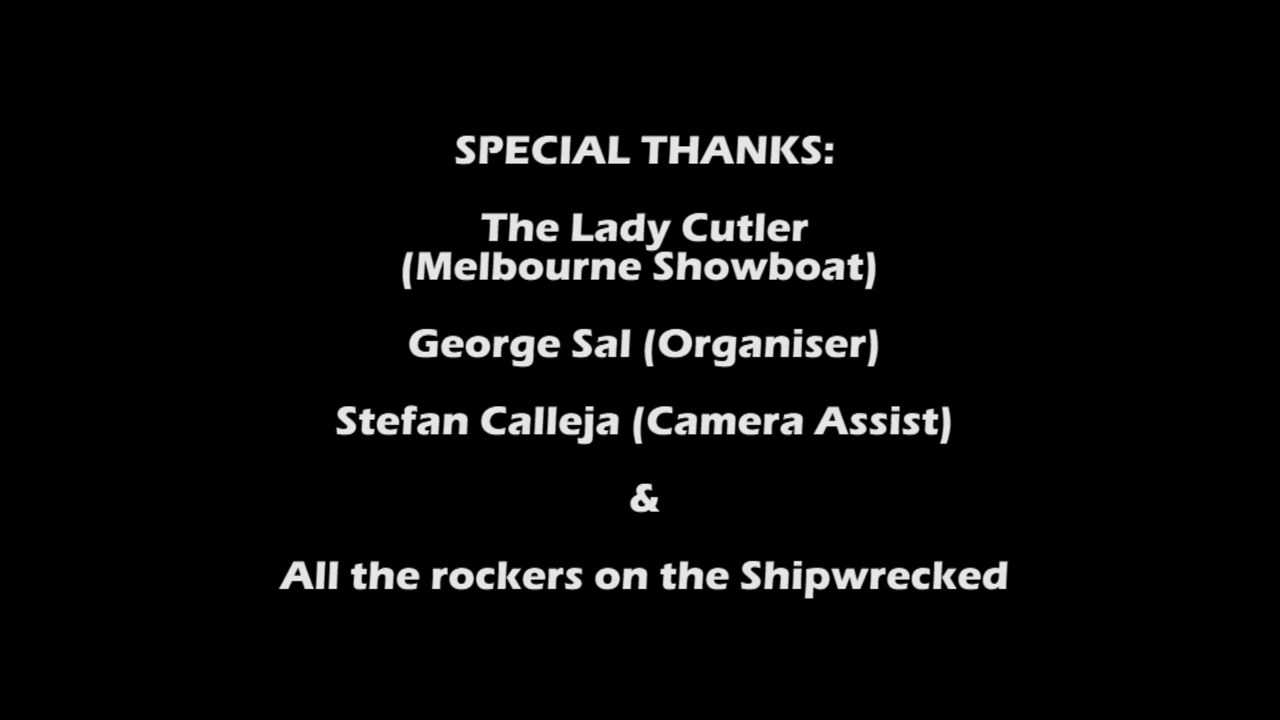 SPECIAL THANKS:
The Lady Cutler
(Melbourne Showboat)
George Sal (Organiser)
Stefan Calleja (Camera Assist)
&
All the rockers on the Shipwrecked